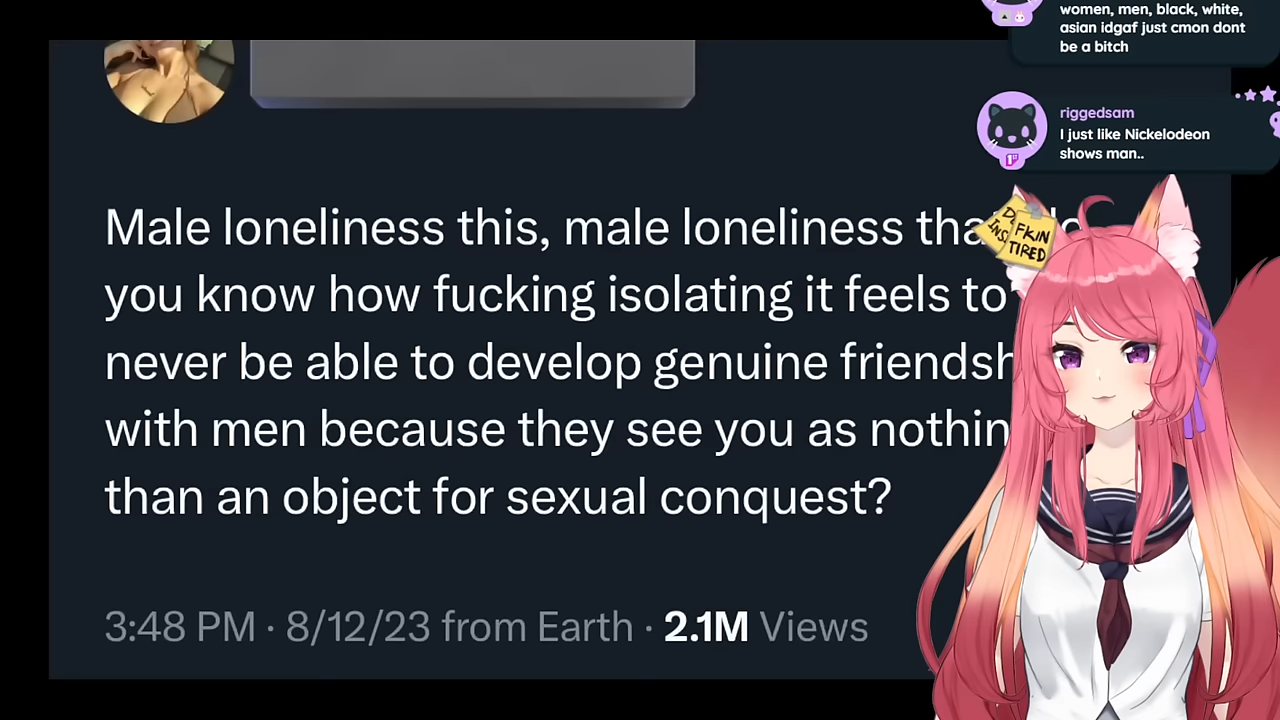 women, men, black, white,
asian idgaf just cmon dont
be a bitch
riggedsam
I just like Nickelodeon
shows man..
Male loneliness this, male loneliness
you know how fucking isolating it feels to
never be able to develop genuine
with men because they see you as
than an object for sexual conquest?
3:48 PM · 8/12/23 from Earth · 2.1M Views
FKIN
TIRED